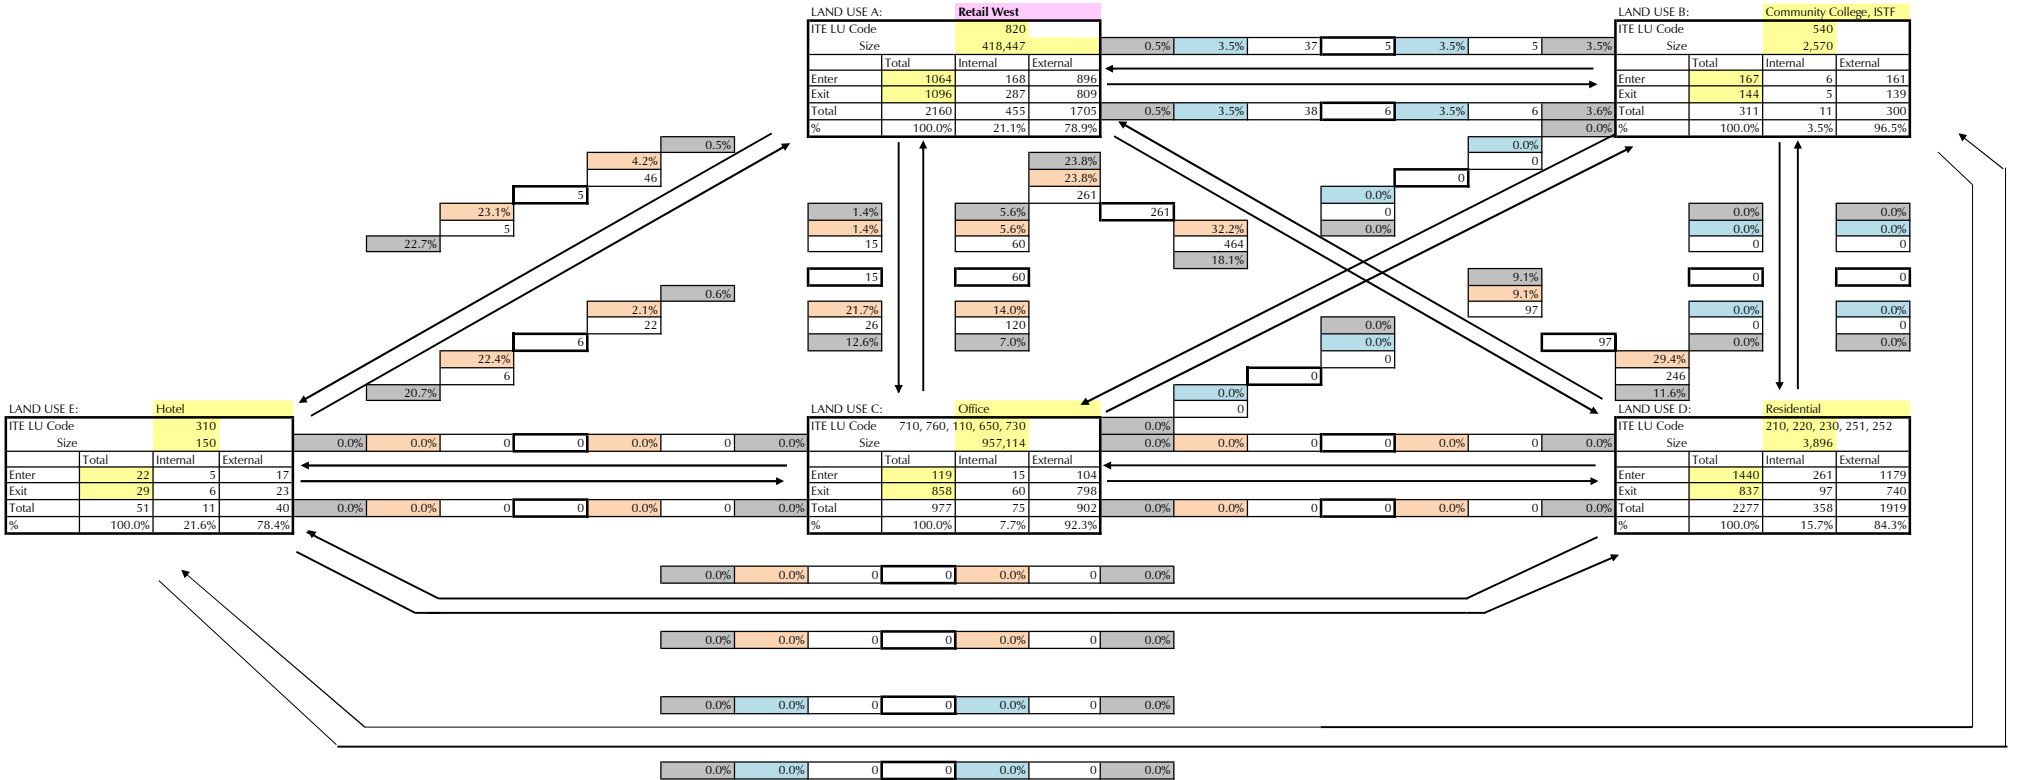 LAND USE A: Retail West LAND USE B: Community College, ISTF
ITE LU Code 820 ITE LU Code 540
Size 418,447 0.5% 3.5% 37 5 3.5% 5 3.5% Size 2,570
Total Internal External Total Internal External
Enter 1064 168 896 Enter 167 6 161
Exit 1096 287 809 Exit 144 5 139
Total 2160 455 1705 0.5% 3.5% 38 6 3.5% 6 3.6% Total 311 11 300
% 100.0% 21.1% 78.9% 0.0% % 100.0% 3.5% 96.5%
0.5% 0.0%
4.2% 23.8% 0
46 23.8% 0
5 261 0.0%
23.1% 1.4% 5.6% 261 0 0.0% 0.0%
5 1.4% 5.6% 32.2% 0.0% 0.0% 0.0%
22.7% 15 60 464 0 0
18.1%
15 60 9.1% 0 0
0.6% 9.1%
2.1% 21.7% 14.0% 97 0.0% 0.0%
22 26 120 0.0% 0 0
6 12.6% 7.0% 0.0% 97 0.0% 0.0%
22.4% 0 29.4%
6 0 246
20.7% 0.0% 11.6%
LAND USE E: Hotel LAND USE C: Office 0 LAND USE D: Residential
ITE LU Code 310 ITE LU Code 710, 760, 110, 650, 730 0.0% ITE LU Code 210, 220, 230, 251, 252
Size 150 0.0% 0.0% 0 0 0.0% 0 0.0% Size 957,114 0.0% 0.0% 0 0 0.0% 0 0.0% Size 3,896
Total Internal External Total Internal External Total Internal External
Enter 22 5 17 Enter 119 15 104 Enter 1440 261 1179
Exit 29 6 23 Exit 858 60 798 Exit 837 97 740
Total 51 11 40 0.0% 0.0% 0 0 0.0% 0 0.0% Total 977 75 902 0.0% 0.0% 0 0 0.0% 0 0.0% Total 2277 358 1919
% 100.0% 21.6% 78.4% % 100.0% 7.7% 92.3% % 100.0% 15.7% 84.3%
0.0% 0.0% 0 0 0.0% 0 0.0%
0.0% 0.0% 0 0 0.0% 0 0.0%
0.0% 0.0% 0 0 0.0% 0 0.0%
0.0% 0.0% 0 0 0.0% 0 0.0%